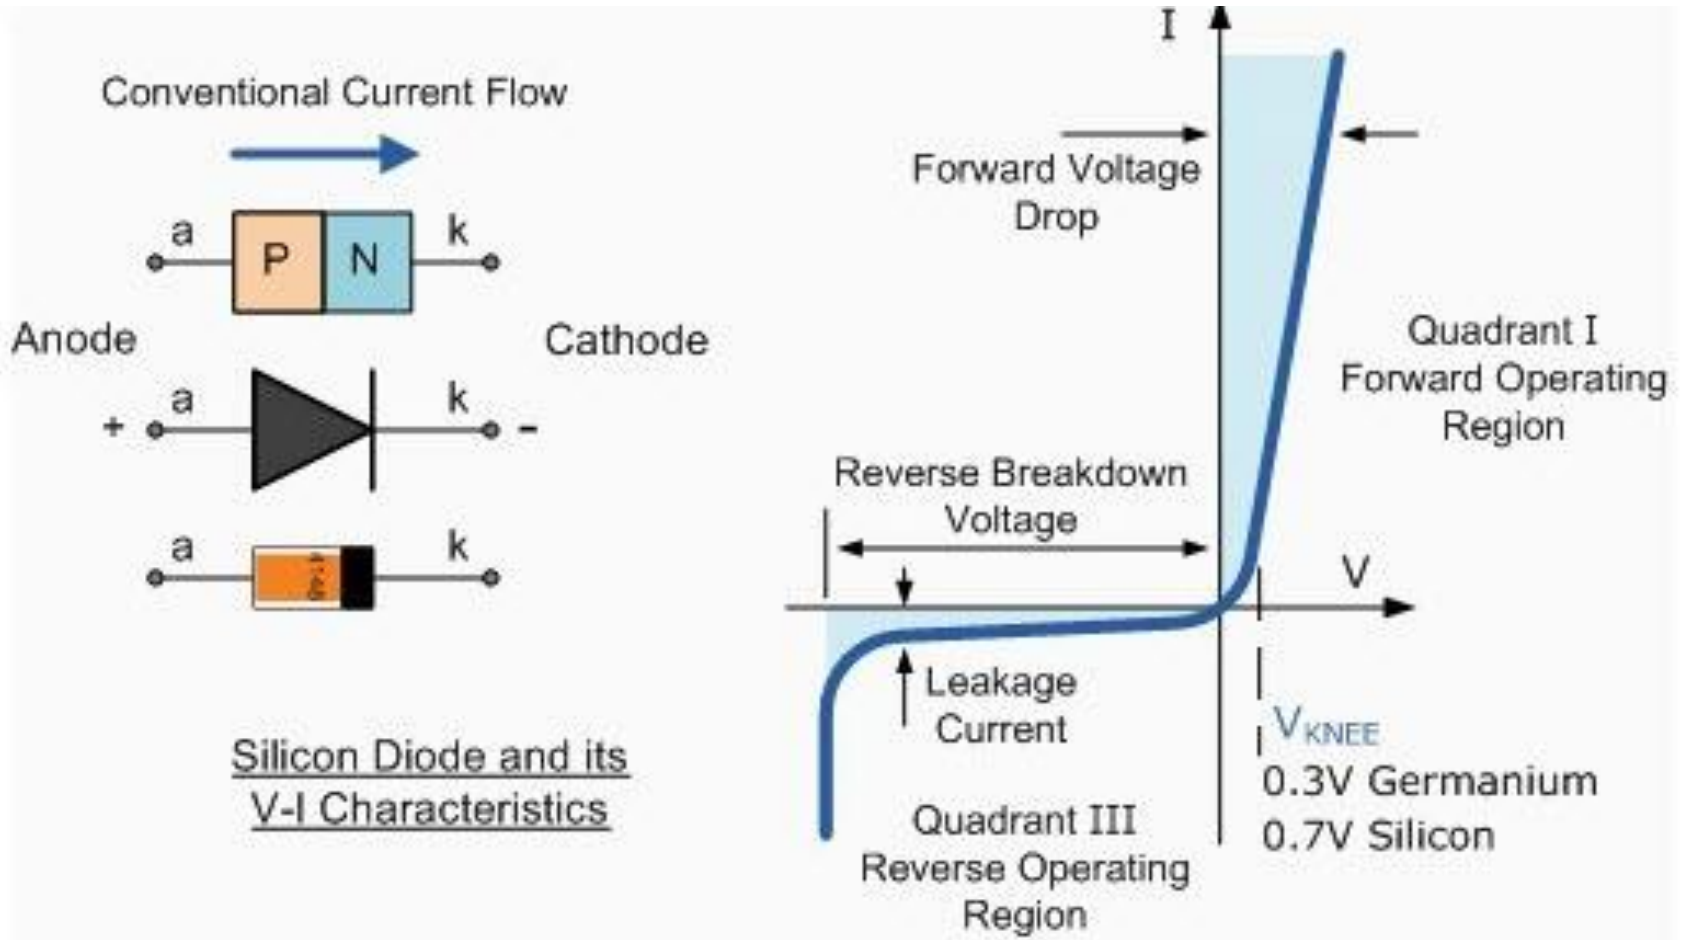 Conventional Current Flow
a
k
P
N
Anode
Cathode
a
k
+
-
a
k
4148
Silicon Diode and its
V-I Characteristics
I
Forward Voltage
Drop
Quadrant I
Forward Operating
Region
Reverse Breakdown
Voltage
V
Leakage
Current
VKNEE
0.3V Germanium
0.7V Silicon
Quadrant III
Reverse Operating
Region